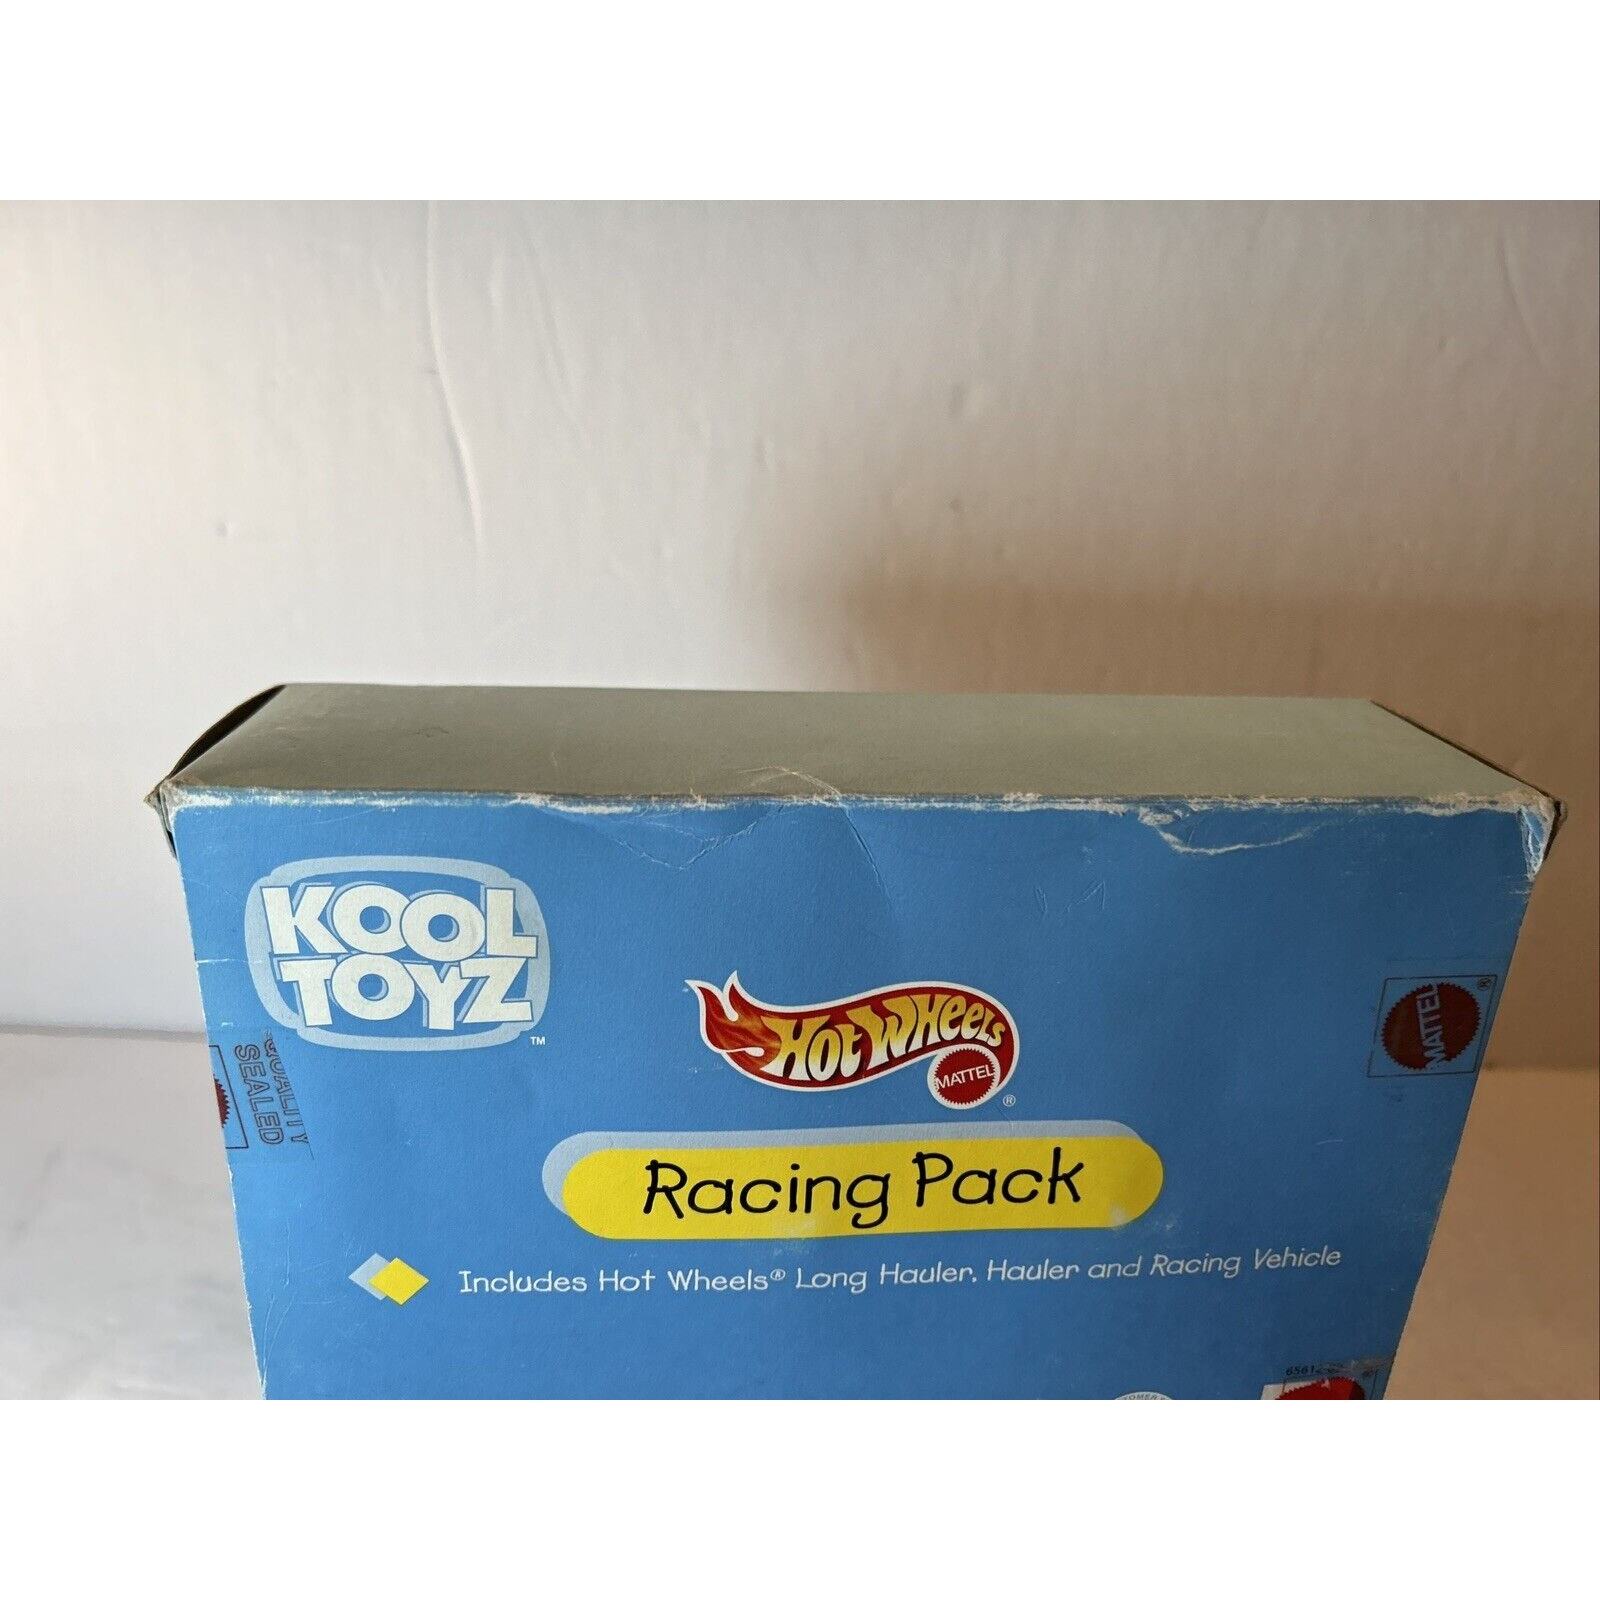 KOOL
TOYZ
™
HOT WHEELS
MATTEL
®
MATTEL
®
QUALITY
SEALED
Racing Pack
Includes Hot Wheels® Long Hauler, Hauler and Racing Vehicle